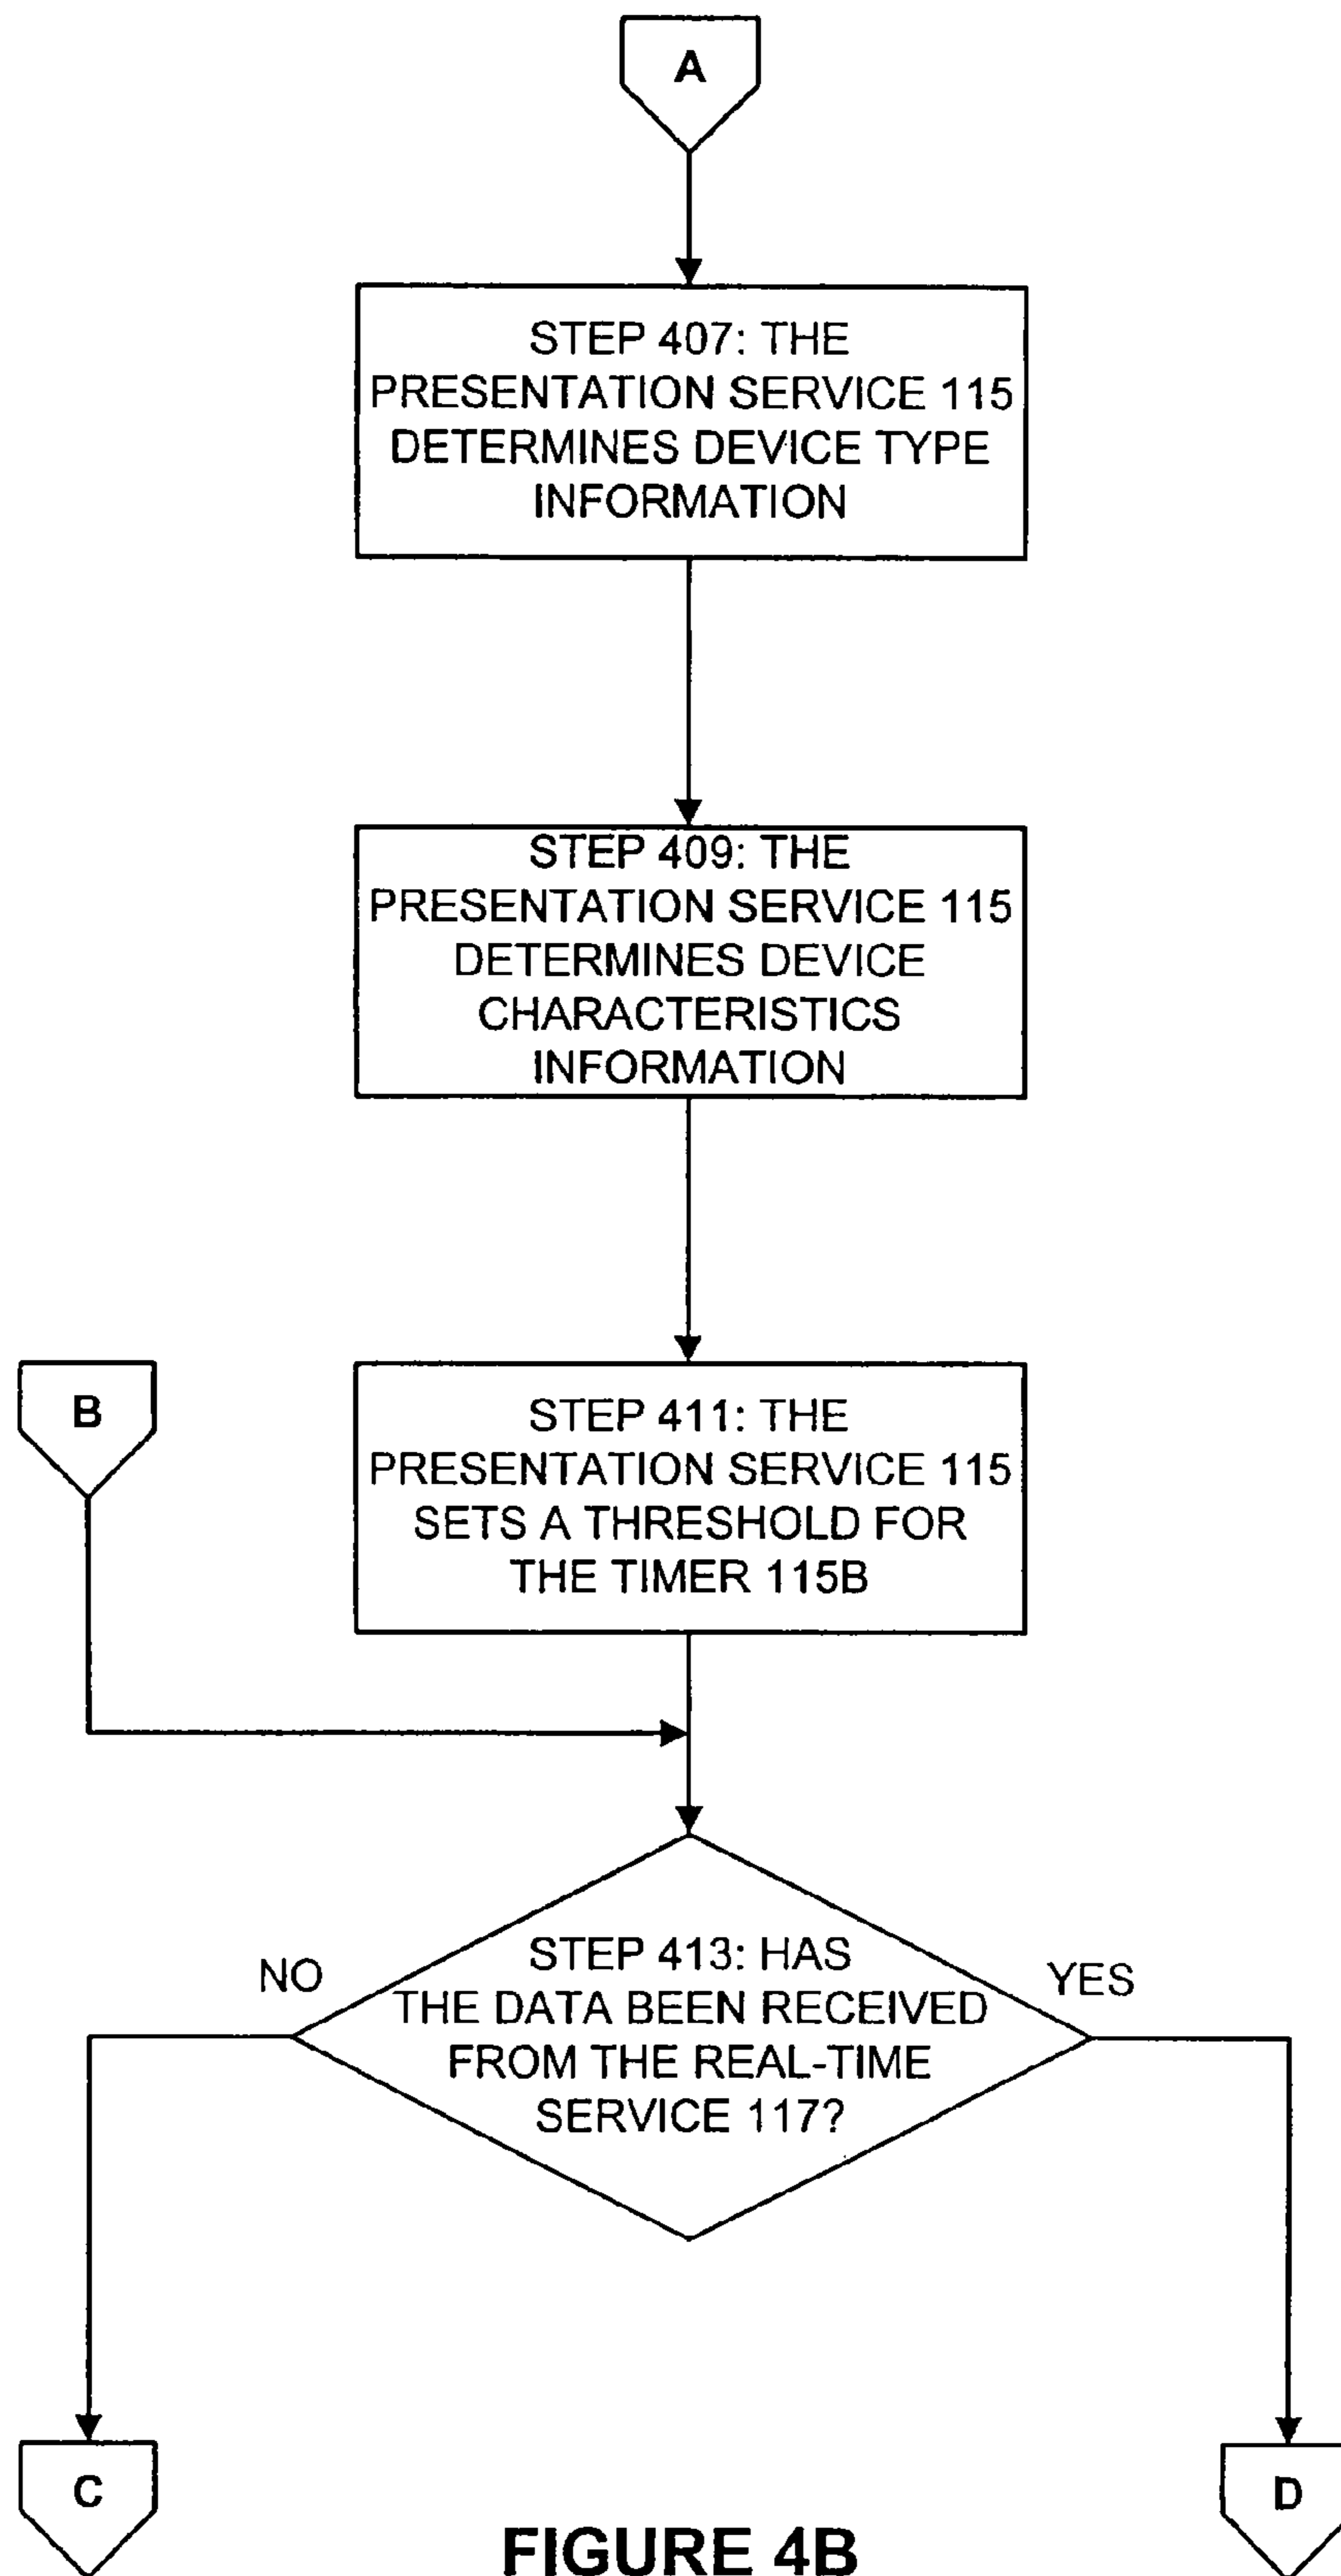 A
STEP 407: THE
PRESENTATION SERVICE 115
DETERMINES DEVICE TYPE
INFORMATION
STEP 409: THE
PRESENTATION SERVICE 115
DETERMINES DEVICE
CHARACTERISTICS
INFORMATION
B
STEP 411: THE
PRESENTATION SERVICE 115
SETS A THRESHOLD FOR
THE TIMER 115B
NO
STEP 413: HAS
THE DATA BEEN RECEIVED
FROM THE REAL-TIME
SERVICE 117?
YES
C
D
FIGURE 4B